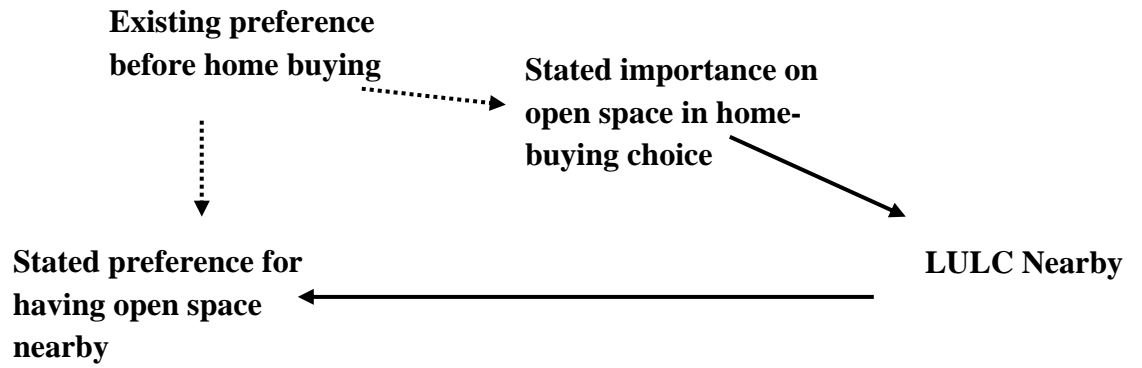 Existing preference
before home buying
Stated importance on
open space in home-
buying choice
Stated preference for
having open space
nearby
LULC Nearby